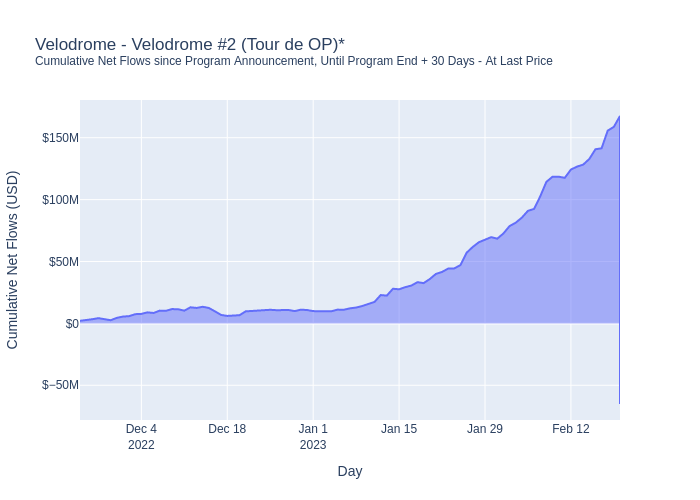 Velodrome - Velodrome #2 (Tour de OP)*
Cumulative Net Flows since Program Announcement, Until Program End + 30 Days - At Last Price
Cumulative Net Flows (USD)
$150M
$100M
$50M
$0
$−50M
Dec 4
2022
Dec 18
Jan 1
2023
Jan 15
Jan 29
Feb 12
Day